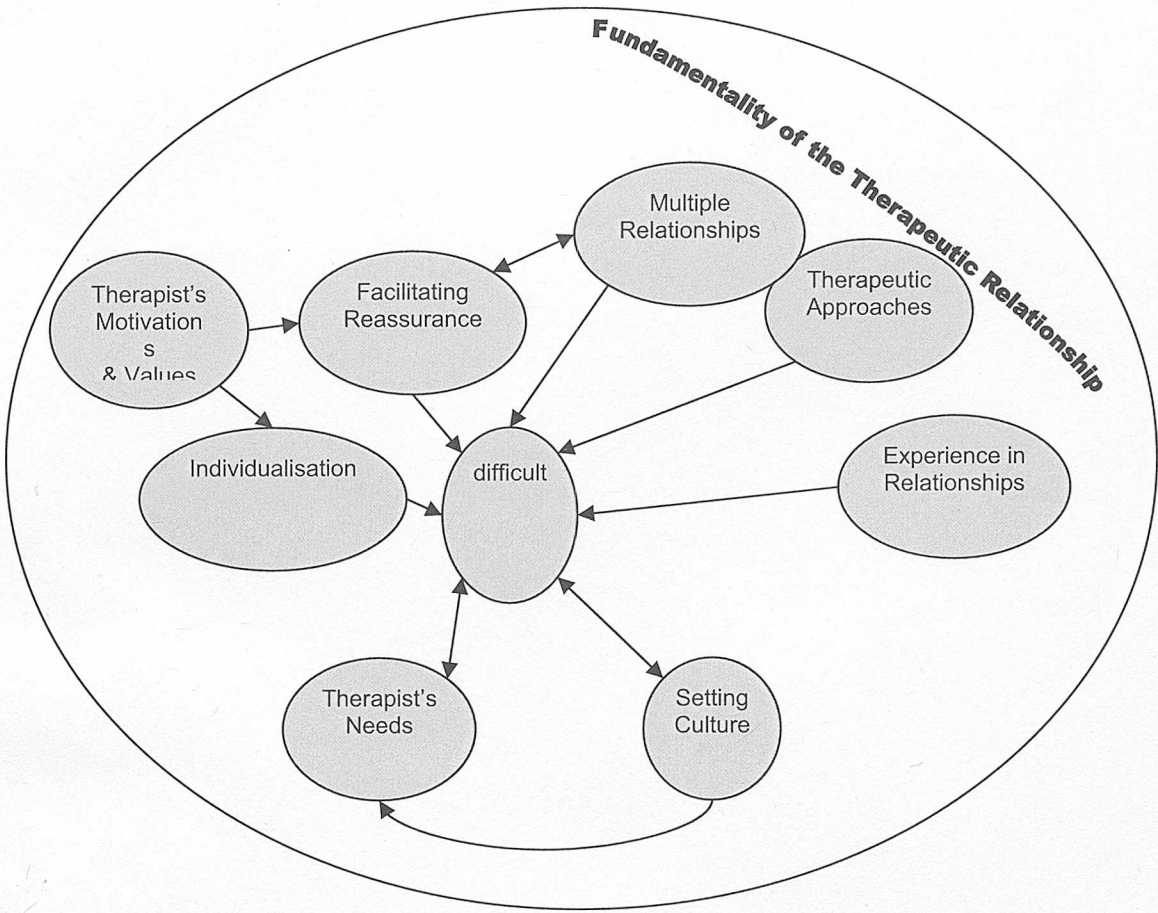 Fundamentality of the Therapeutic Relationship
Multiple
Relationships
Therapeutic
Approaches
Therapist's
Motivation
s
& Values
Facilitating
Reassurance
Individualisation
difficult
Experience in
Relationships
Therapist's
Needs
Setting
Culture